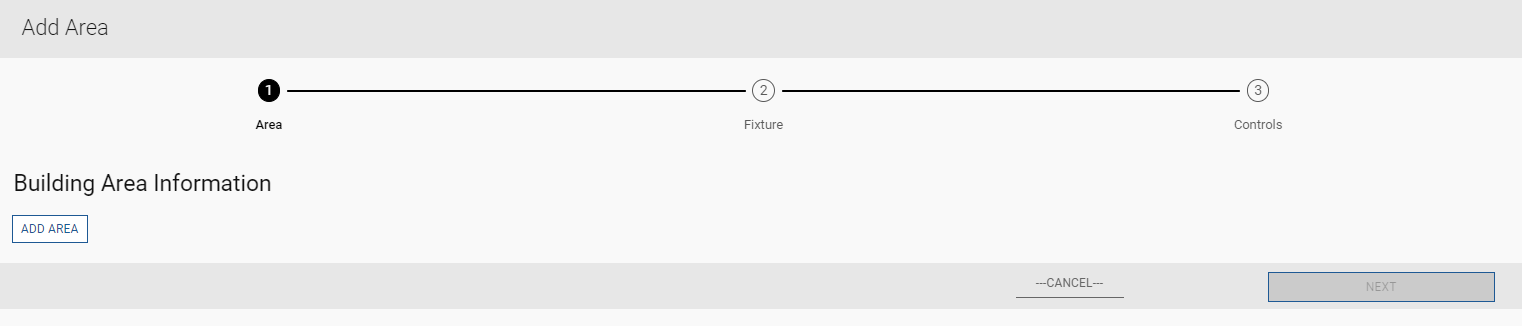 Add Area
1
2
3
Area
Fixture
Controls
Building Area Information
ADD AREA
---CANCEL---
NEXT